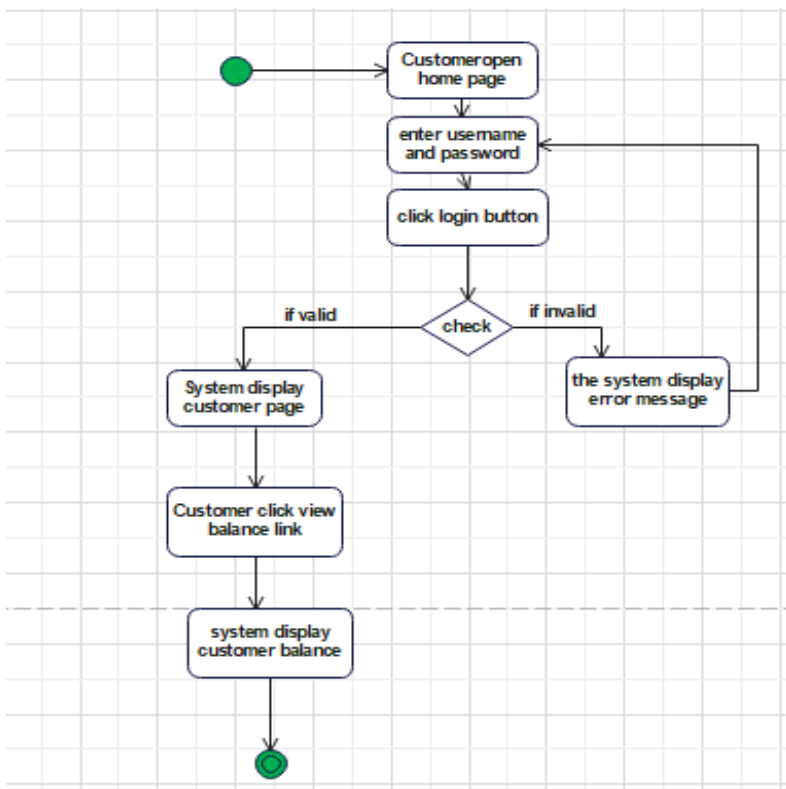 Customeropen
home page
enter username
and password
click login button
check
if valid
if invalid
System display
customer page
the system display
error message
Customer click view
balance link
system display
customer balance